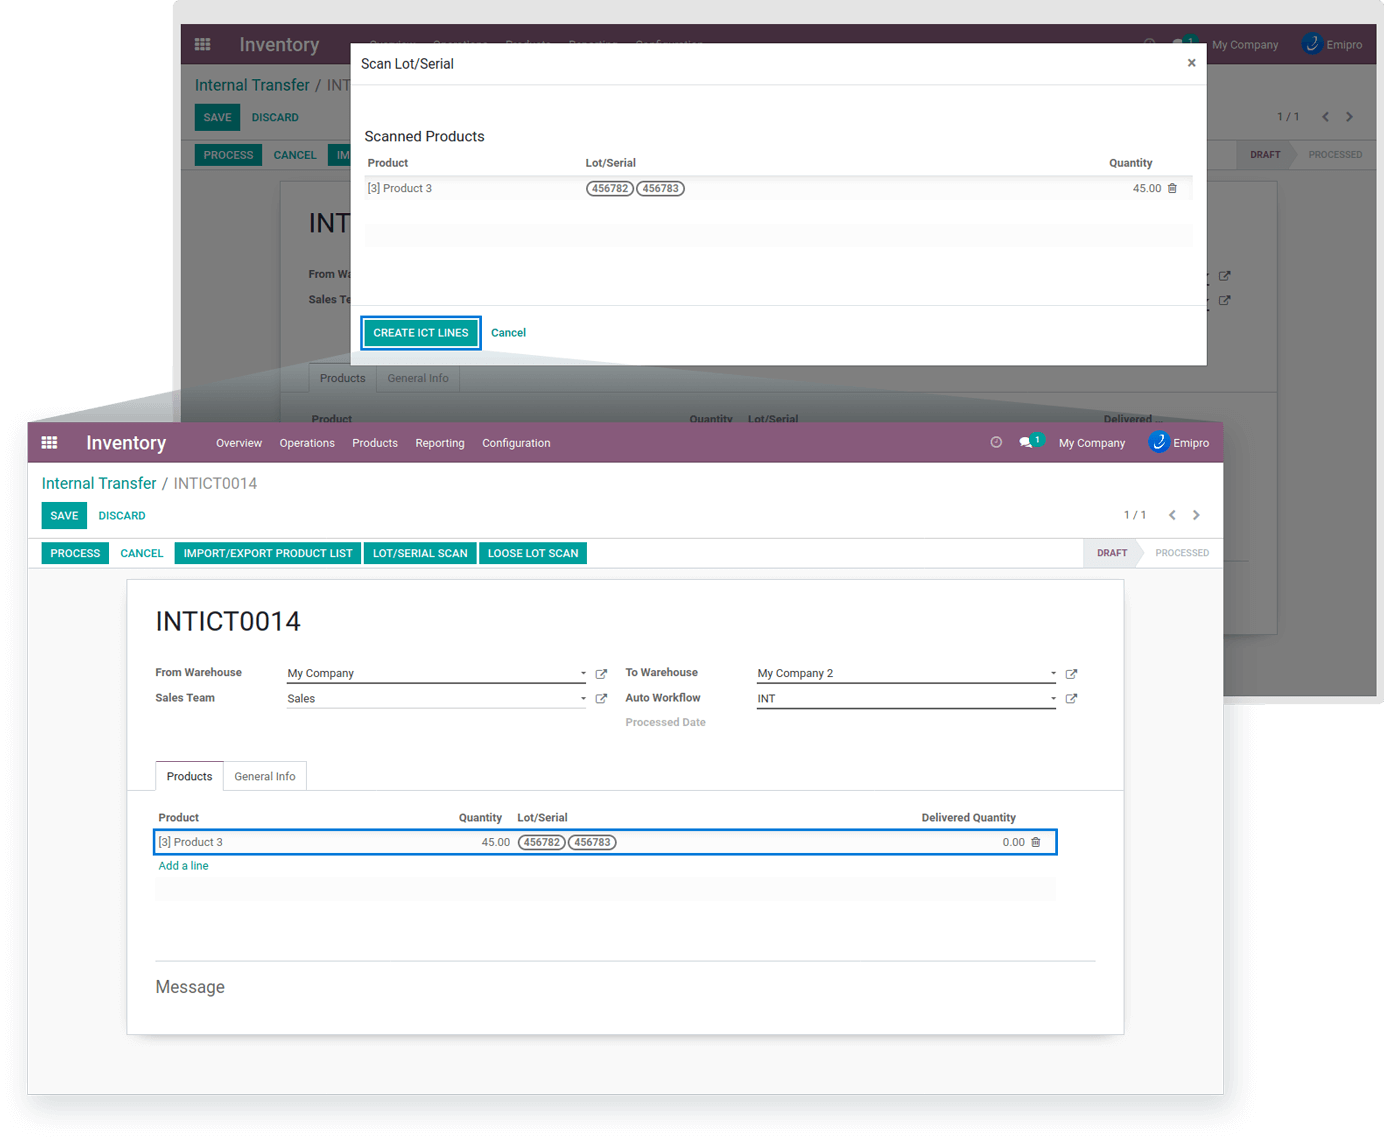 Inventory Overview Operations Products Reporting Configuration 1 My Company Emipro
Scan Lot/Serial ×
Internal Transfer / INT
SAVE DISCARD 1 / 1
Scanned Products
PROCESS CANCEL IM DRAFT PROCESSED
Product Lot/Serial Quantity
[3] Product 3 456782 456783 45.00
INT
From Wa
Sales Te
CREATE ICT LINES Cancel
Products General Info
Product Quantity Lot/Serial Delivered
Inventory Overview Operations Products Reporting Configuration 1 My Company Emipro
Internal Transfer / INTICT0014
SAVE DISCARD 1 / 1
PROCESS CANCEL IMPORT/EXPORT PRODUCT LIST LOT/SERIAL SCAN LOOSE LOT SCAN DRAFT PROCESSED
INTICT0014
From Warehouse My Company To Warehouse My Company 2
Sales Team Sales Auto Workflow INT
Processed Date
Products General Info
Product Quantity Lot/Serial Delivered Quantity
[3] Product 3 45.00 456782 456783 0.00
Add a line
Message